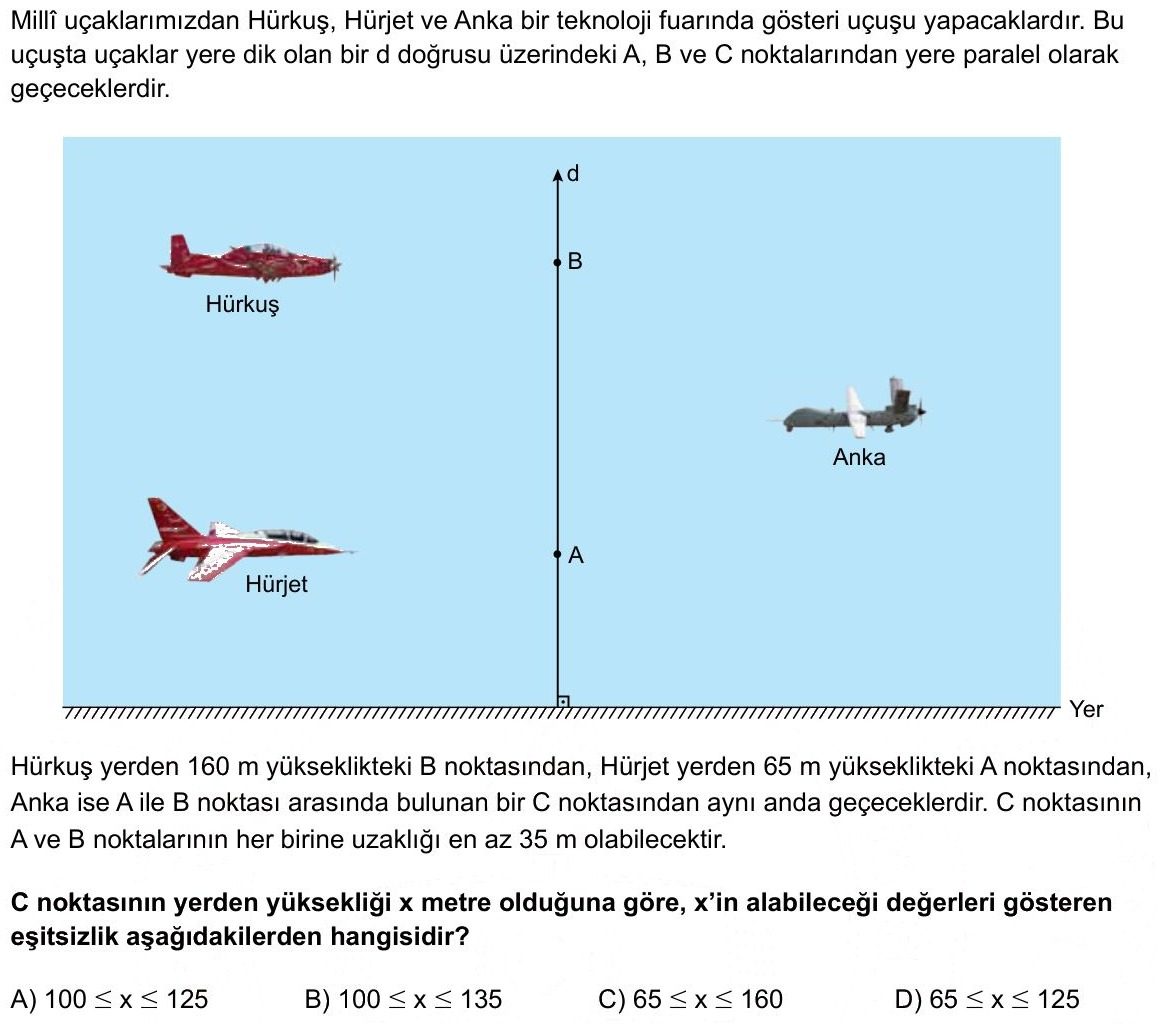 Millî uçaklarımızdan Hürkuş, Hürjet ve Anka bir teknoloji fuarında gösteri uçuşu yapacaklardır. Bu
uçuşta uçaklar yere dik olan bir d doğrusu üzerindeki A, B ve C noktalarından yere paralel olarak
geçeceklerdir.
d
B
Hürkuş
Anka
A
Hürjet
Yer
Hürkuş yerden 160 m yükseklikteki B noktasından, Hürjet yerden 65 m yükseklikteki A noktasından,
Anka ise A ile B noktası arasında bulunan bir C noktasından aynı anda geçeceklerdir. C noktasının
A ve B noktalarının her birine uzaklığı en az 35 m olabilecektir.
C noktasının yerden yüksekliği x metre olduğuna göre, x’in alabileceği değerleri gösteren
eşitsizlik aşağıdakilerden hangisidir?
A) 100 ≤ x ≤ 125 B) 100 ≤ x ≤ 135 C) 65 ≤ x ≤ 160 D) 65 ≤ x ≤ 125